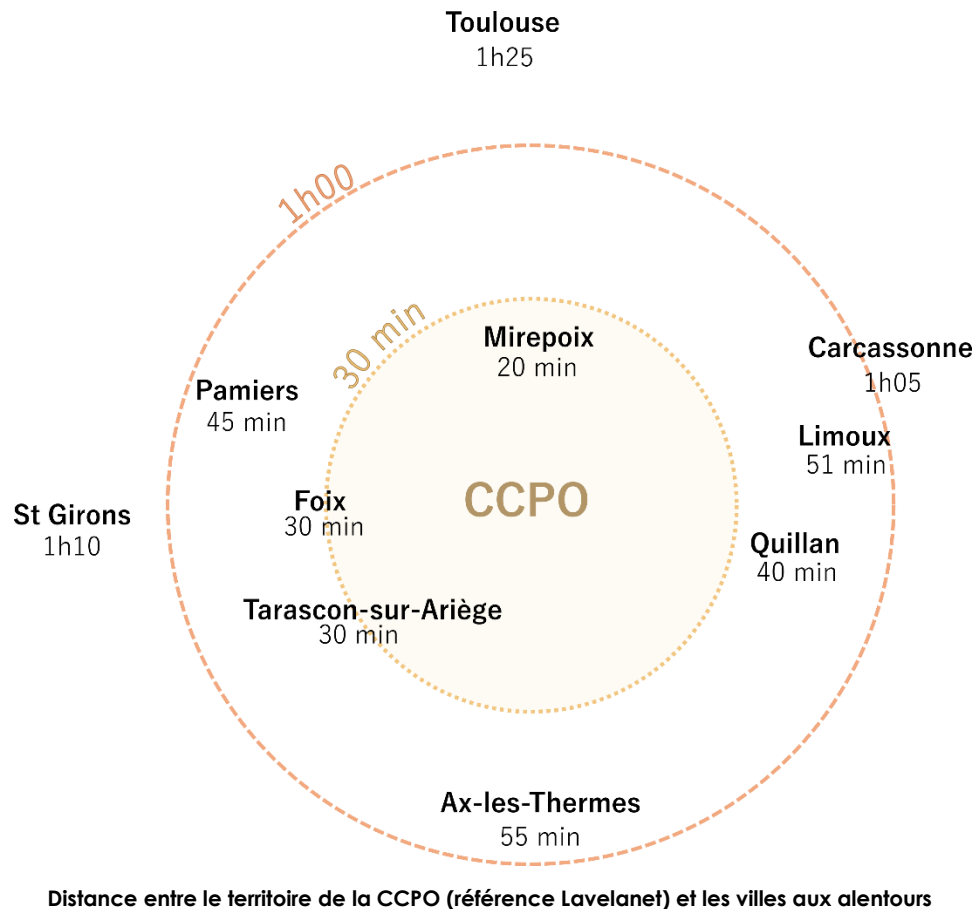 Toulouse
1h25
1h00
30 min
Mirepoix
20 min
Carcassonne
1h05
Pamiers
45 min
Limoux
51 min
CCPO
Foix
30 min
St Girons
1h10
Quillan
40 min
Tarascon-sur-Ariège
30 min
Ax-les-Thermes
55 min
Distance entre le territoire de la CCPO (référence Lavelanet) et les villes aux alentours